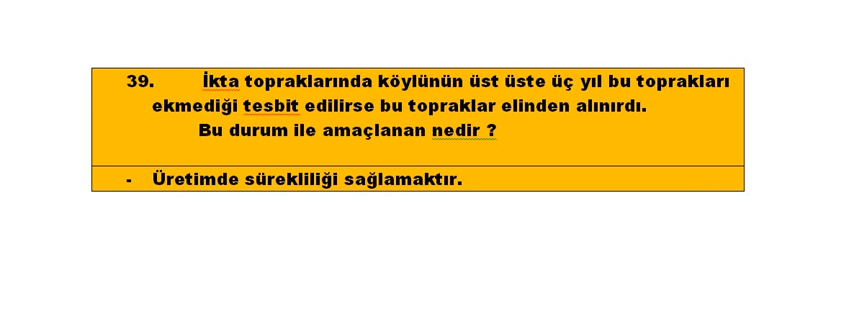 39. İkta topraklarında köylünün üst üste üç yıl bu toprakları
ekmediği tesbit edilirse bu topraklar elinden alınırdı.
Bu durum ile amaçlanan nedir ?
- Üretimde sürekliliği sağlamaktır.